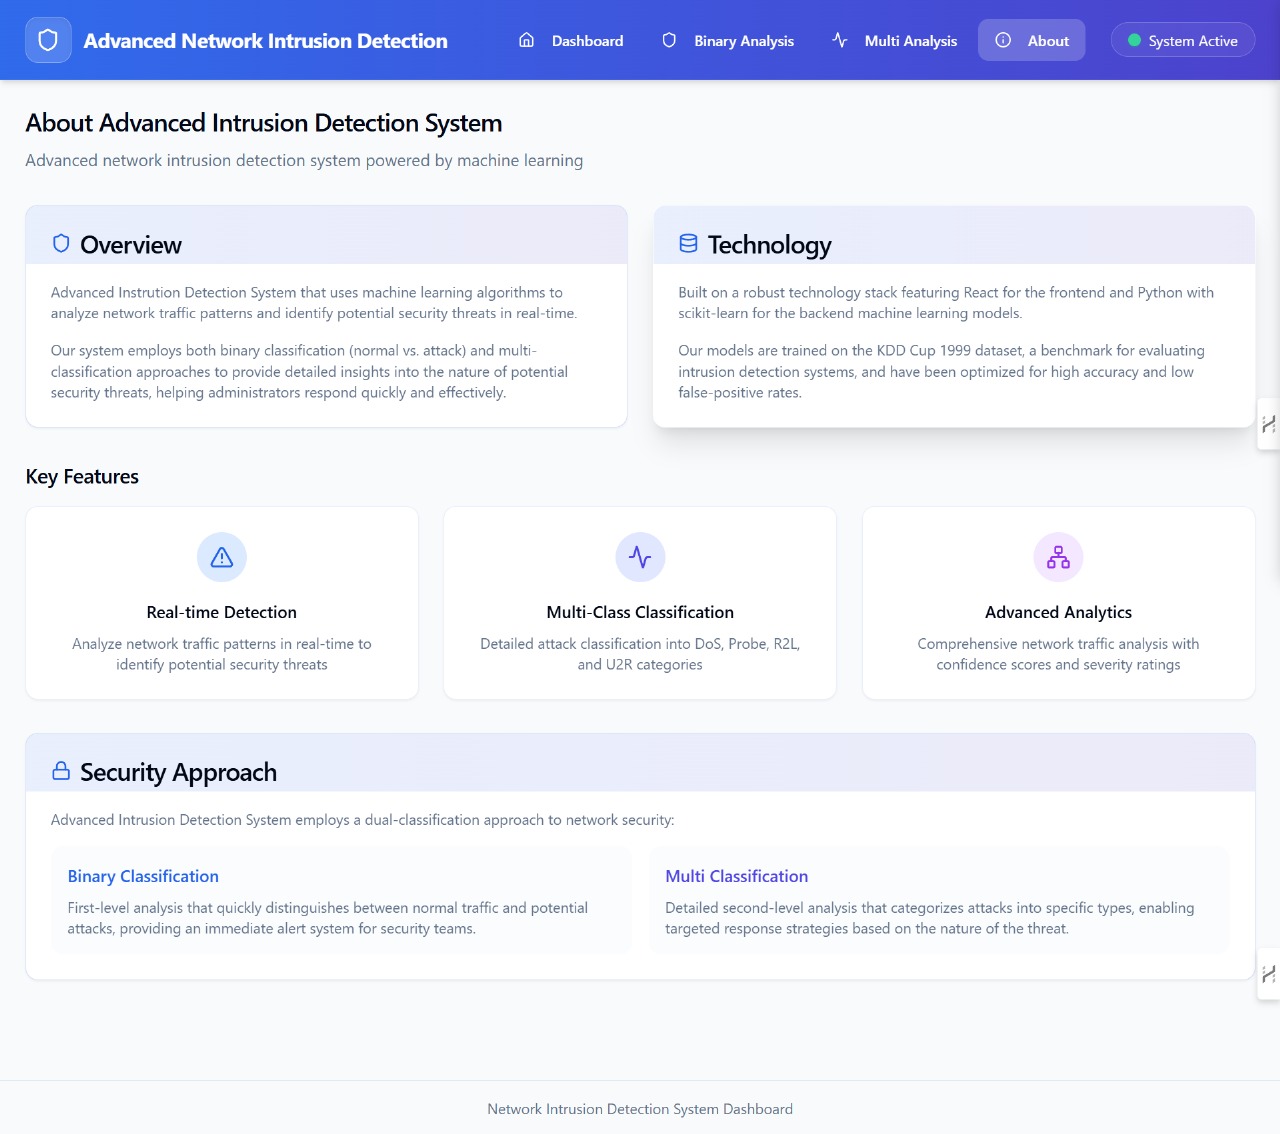 Advanced Network Intrusion Detection
Dashboard
Binary Analysis
Multi Analysis
About
System Active
About Advanced Intrusion Detection System
Advanced network intrusion detection system powered by machine learning
Overview
Advanced Instrution Detection System that uses machine learning algorithms to
analyze network traffic patterns and identify potential security threats in real-time.
Our system employs both binary classification (normal vs. attack) and multi-
classification approaches to provide detailed insights into the nature of potential
security threats, helping administrators respond quickly and effectively.
Technology
Built on a robust technology stack featuring React for the frontend and Python with
scikit-learn for the backend machine learning models.
Our models are trained on the KDD Cup 1999 dataset, a benchmark for evaluating
intrusion detection systems, and have been optimized for high accuracy and low
false-positive rates.
Key Features
Real-time Detection
Analyze network traffic patterns in real-time to
identify potential security threats
Multi-Class Classification
Detailed attack classification into DoS, Probe, R2L,
and U2R categories
Advanced Analytics
Comprehensive network traffic analysis with
confidence scores and severity ratings
Security Approach
Advanced Intrusion Detection System employs a dual-classification approach to network security:
Binary Classification
First-level analysis that quickly distinguishes between normal traffic and potential
attacks, providing an immediate alert system for security teams.
Multi Classification
Detailed second-level analysis that categorizes attacks into specific types, enabling
targeted response strategies based on the nature of the threat.
Network Intrusion Detection System Dashboard